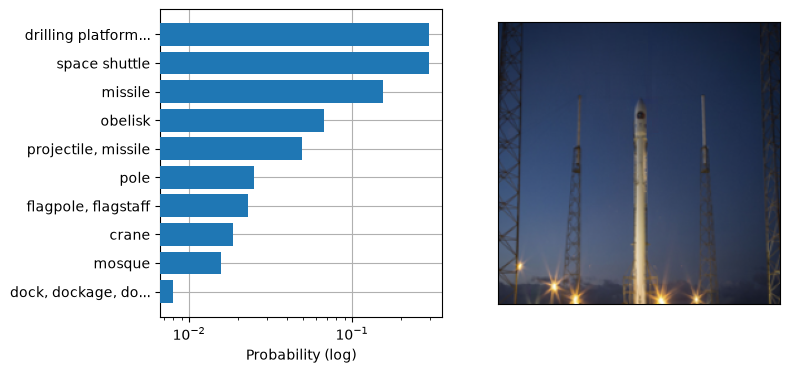 drilling platform...
space shuttle
missile
obelisk
projectile, missile
pole
flagpole, flagstaff
crane
mosque
dock, dockage, do...
10⁻² 10⁻¹
Probability (log)